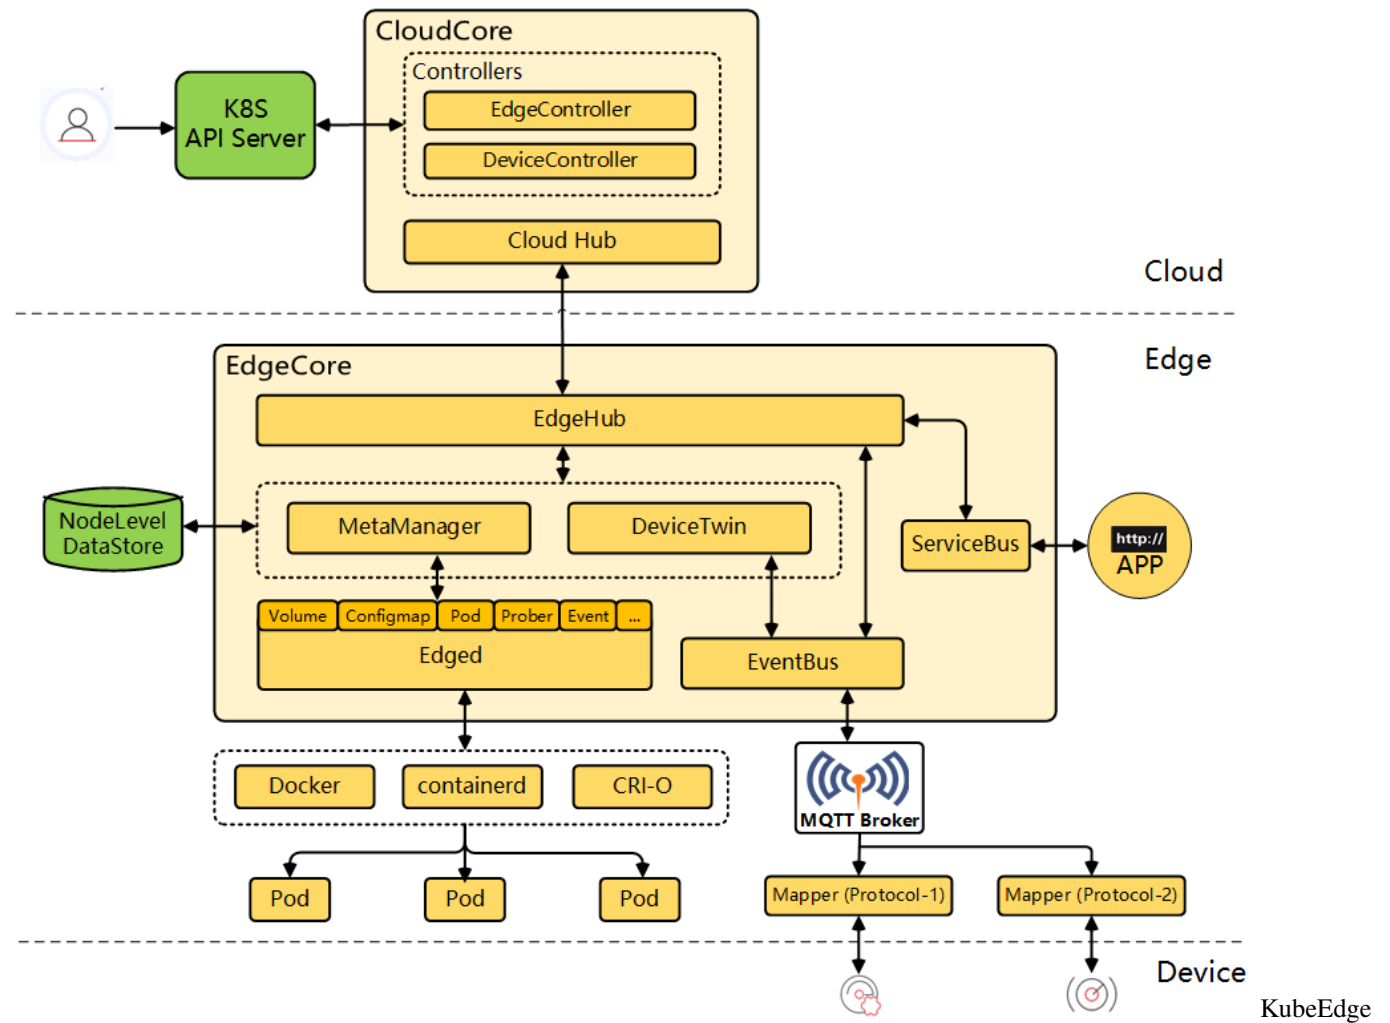 CloudCore
Controllers
EdgeController
DeviceController
K8S
API Server
Cloud Hub
Cloud
Edge
EdgeCore
EdgeHub
NodeLevel
DataStore
MetaManager
DeviceTwin
ServiceBus
http://
APP
Volume
Configmap
Pod
Prober
Event
...
Edged
EventBus
Docker
containerd
CRI-O
MQTT Broker
Pod
Pod
Pod
Mapper (Protocol-1)
Mapper (Protocol-2)
Device
KubeEdge